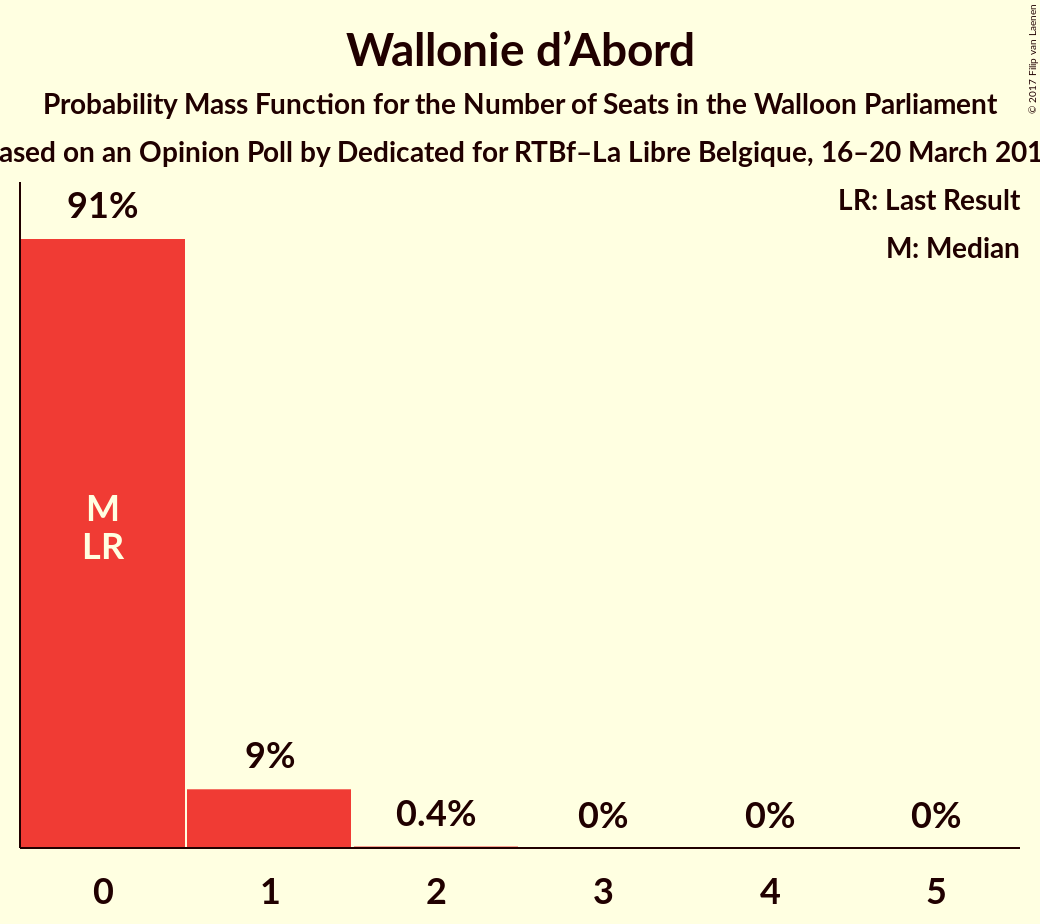 Wallonie d’Abord
Probability Mass Function for the Number of Seats in the Walloon Parliament
ased on an Opinion Poll by Dedicated for RTBf–La Libre Belgique, 16–20 March 201
LR: Last Result
M: Median
91%
M
LR
9%
0.4%
0%
0%
0%
0
1
2
3
4
5
© 2017 Filip van Laenen